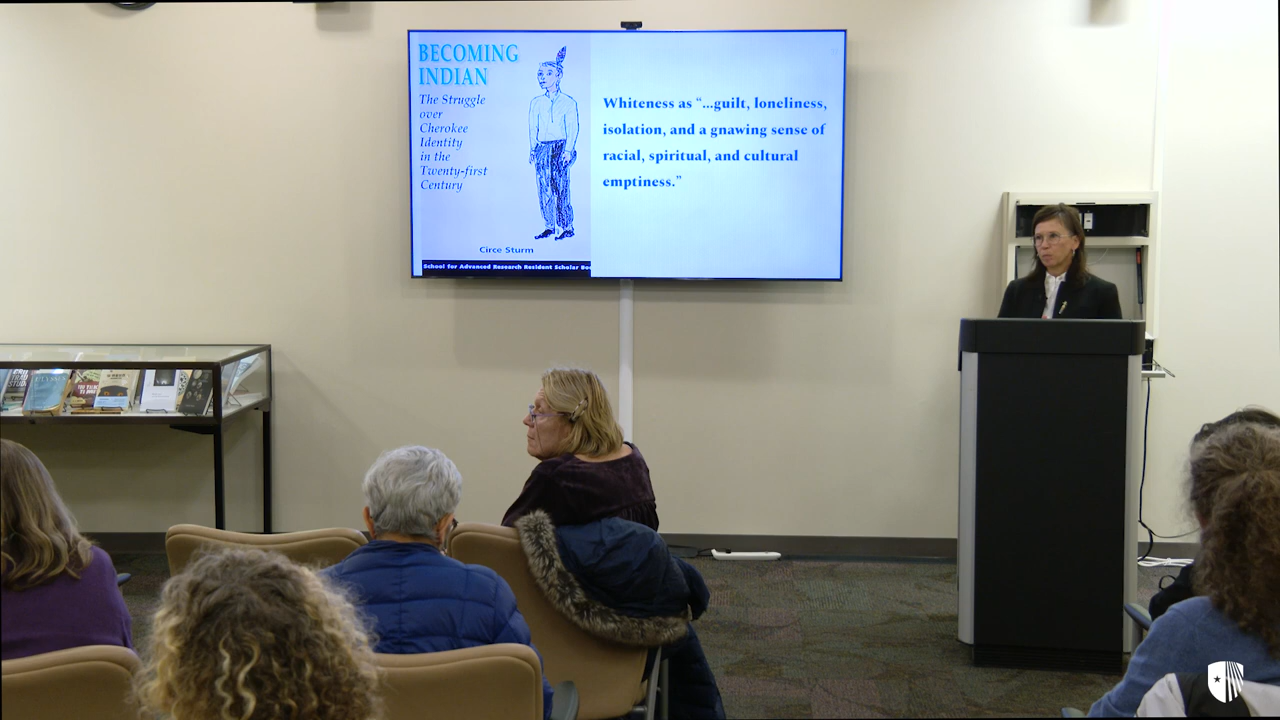 BECOMING
INDIAN
The Struggle
over
Cherokee
Identity
in the
Twenty-first
Century
Circe Sturm
School for Advanced Research Resident Scholar
Whiteness as “...guilt, loneliness,
isolation, and a gnawing sense of
racial, spiritual, and cultural
emptiness.”